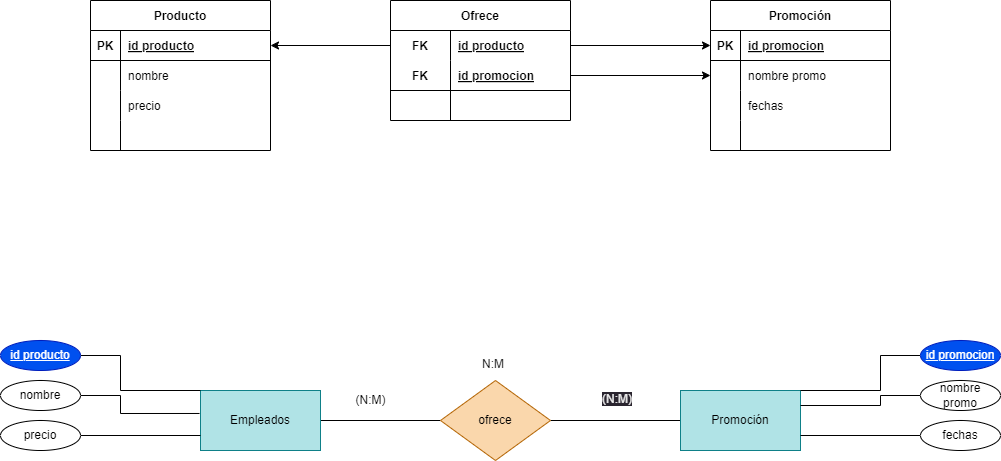 Producto
PK id producto
nombre
precio
Ofrece
FK id producto
FK id promocion
Promoción
PK id promocion
nombre promo
fechas
id producto
nombre
precio
Empleados
(N:M)
N:M
ofrece
(N:M)
Promoción
id promocion
nombre
promo
fechas